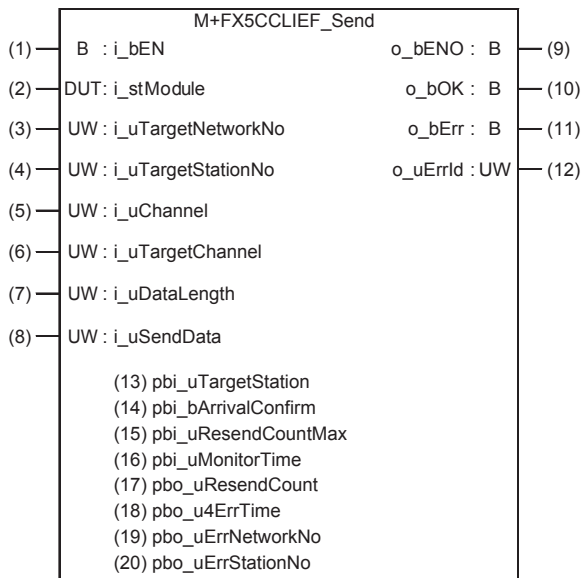 M+FX5CCLIEF_Send
(1) B : i_bEN o_bENO : B (9)
(2) DUT : i_stModule o_bOK : B (10)
(3) UW : i_uTargetNetworkNo o_bErr : B (11)
(4) UW : i_uTargetStationNo o_uErrId : UW (12)
(5) UW : i_uChannel
(6) UW : i_uTargetChannel
(7) UW : i_uDataLength
(8) UW : i_uSendData
(13) pbi_uTargetStation
(14) pbi_bArrivalConfirm
(15) pbi_uResendCountMax
(16) pbi_uMonitorTime
(17) pbo_uResendCount
(18) pbo_u4ErrTime
(19) pbo_uErrNetworkNo
(20) pbo_uErrStationNo